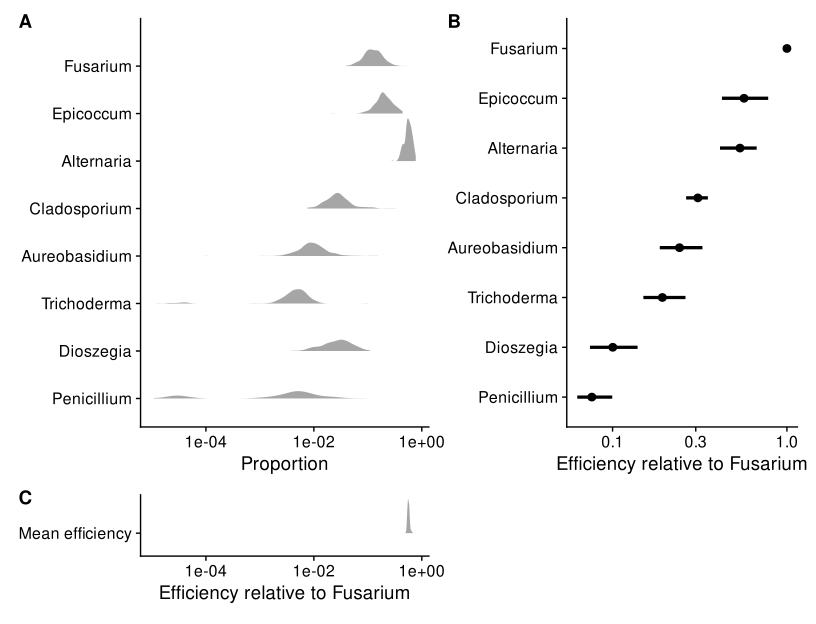 A
Fusarium
Epicoccum
Alternaria
Cladosporium
Aureobasidium
Trichoderma
Dioszegia
Penicillium
1e-04 1e-02 1e+00
Proportion
B
Fusarium
Epicoccum
Alternaria
Cladosporium
Aureobasidium
Trichoderma
Dioszegia
Penicillium
0.1 0.3 1.0
Efficiency relative to Fusarium
C
Mean efficiency
1e-04 1e-02 1e+00
Efficiency relative to Fusarium